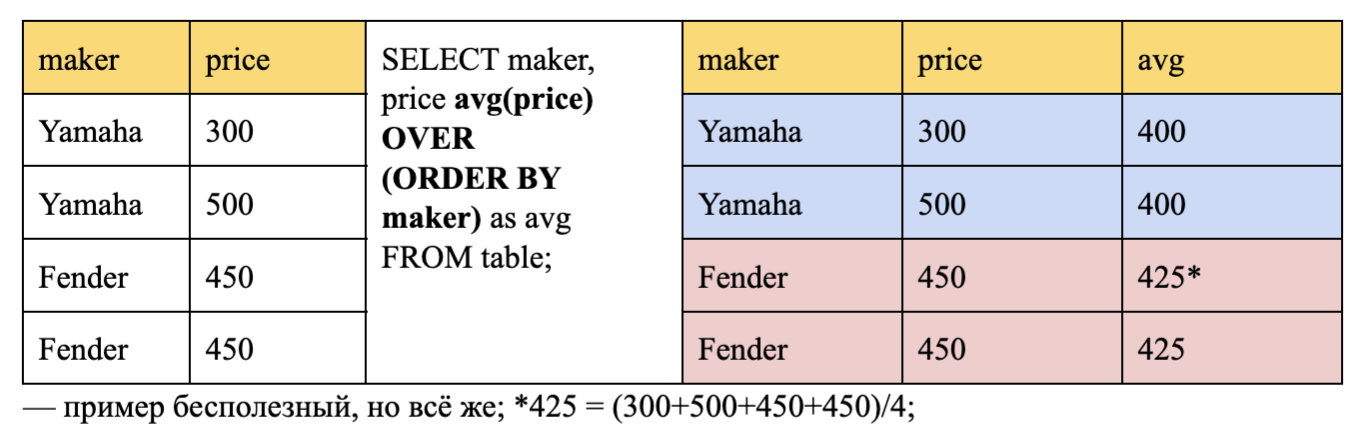 maker price
Yamaha 300
Yamaha 500
Fender 450
Fender 450
SELECT maker,
price avg(price)
OVER
(ORDER BY
maker) as avg
FROM table;
maker price avg
Yamaha 300 400
Yamaha 500 400
Fender 450 425*
Fender 450 425
— пример бесполезный, но всё же; *425 = (300+500+450+450)/4;